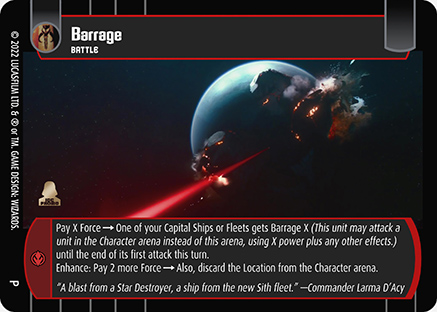 Barrage
BATTLE
© 2022 LUCASFILM LTD. & ® OR TM. GAME DESIGN: WIZARDS.
P
Pay X Force → One of your Capital Ships or Fleets gets Barrage X (This unit may attack a
unit in the Character arena instead of this arena, using X power plus any other effects.)
until the end of its first attack this turn.
Enhance: Pay 2 more Force → Also, discard the Location from the Character arena.
“A blast from a Star Destroyer, a ship from the new Sith fleet.” —Commander Larma D’Acy